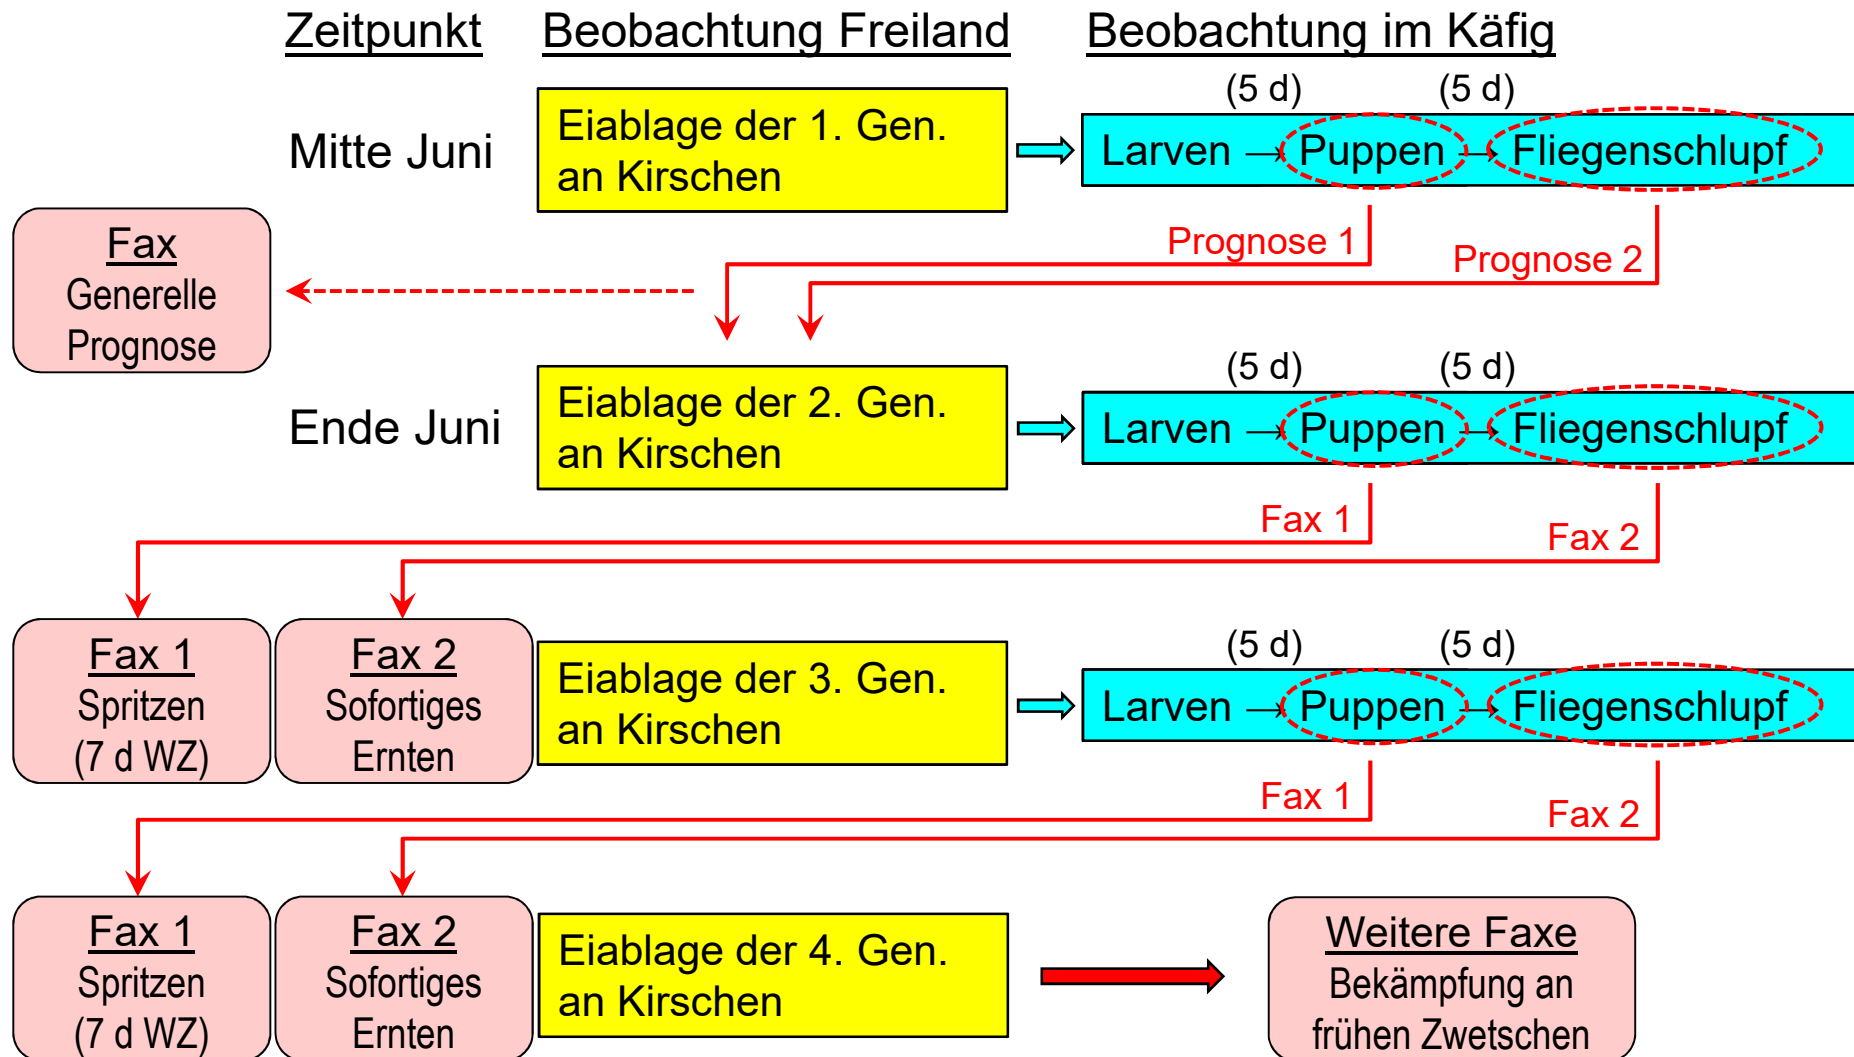 Zeitpunkt Beobachtung Freiland Beobachtung im Käfig
(5 d) (5 d)
Mitte Juni
Eiablage der 1. Gen.
an Kirschen
Larven → Puppen → Fliegenschlupf
Prognose 1
Prognose 2
Fax
Generelle
Prognose
(5 d) (5 d)
Ende Juni
Eiablage der 2. Gen.
an Kirschen
Larven → Puppen → Fliegenschlupf
Fax 1
Fax 2
Fax 1
Spritzen
(7 d WZ)
Fax 2
Sofortiges
Ernten
Eiablage der 3. Gen.
an Kirschen
(5 d) (5 d)
Larven → Puppen → Fliegenschlupf
Fax 1
Fax 2
Fax 1
Spritzen
(7 d WZ)
Fax 2
Sofortiges
Ernten
Eiablage der 4. Gen.
an Kirschen
Weitere Faxe
Bekämpfung an
frühen Zwetschen